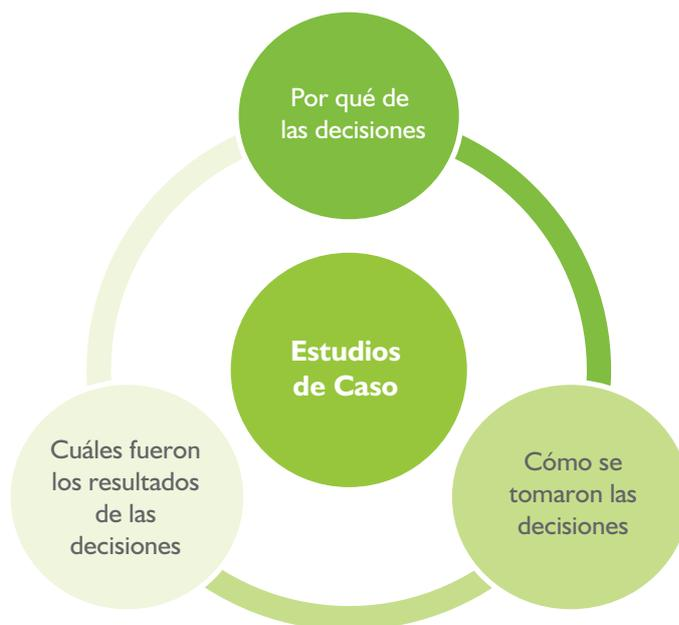 Por qué de
las decisiones
Estudios
de Caso
Cuáles fueron
los resultados
de las
decisiones
Cómo se
tomaron las
decisiones